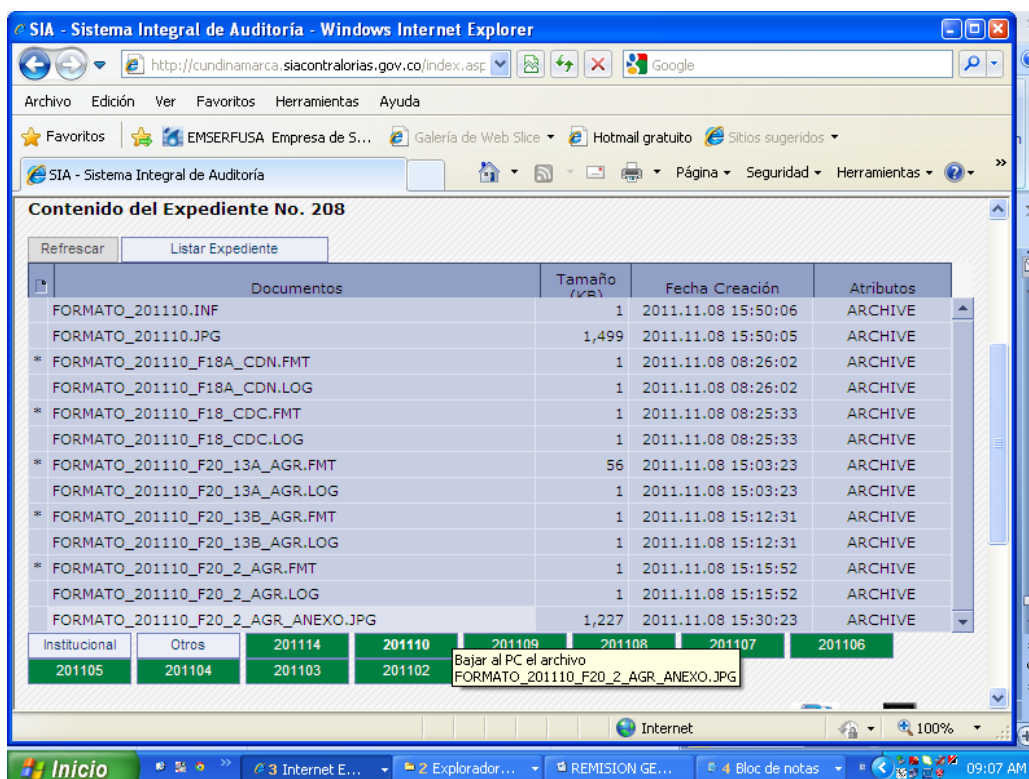 SIA - Sistema Integral de Auditoría - Windows Internet Explorer
http://cundinamarca.siacontralorias.gov.co/index.asp
Google
Archivo Edición Ver Favoritos Herramientas Ayuda
Favoritos EMSERFUSA Empresa de S... Galería de Web Slice Hotmail gratuito Sitios sugeridos
SIA - Sistema Integral de Auditoría Página Seguridad Herramientas »
Contenido del Expediente No. 208
Refrescar Listar Expediente
Documentos Tamaño (KB) Fecha Creación Atributos
FORMATO_201110.INF 1 2011.11.08 15:50:06 ARCHIVE
FORMATO_201110.JPG 1,499 2011.11.08 15:50:05 ARCHIVE
* FORMATO_201110_F18A_CDN.FMT 1 2011.11.08 08:26:02 ARCHIVE
FORMATO_201110_F18A_CDN.LOG 1 2011.11.08 08:26:02 ARCHIVE
* FORMATO_201110_F18_CDC.FMT 1 2011.11.08 08:25:33 ARCHIVE
FORMATO_201110_F18_CDC.LOG 1 2011.11.08 08:25:33 ARCHIVE
* FORMATO_201110_F20_13A_AGR.FMT 56 2011.11.08 15:03:23 ARCHIVE
FORMATO_201110_F20_13A_AGR.LOG 1 2011.11.08 15:03:23 ARCHIVE
* FORMATO_201110_F20_13B_AGR.FMT 1 2011.11.08 15:12:31 ARCHIVE
FORMATO_201110_F20_13B_AGR.LOG 1 2011.11.08 15:12:31 ARCHIVE
* FORMATO_201110_F20_2_AGR.FMT 1 2011.11.08 15:15:52 ARCHIVE
FORMATO_201110_F20_2_AGR.LOG 1 2011.11.08 15:15:52 ARCHIVE
FORMATO_201110_F20_2_AGR_ANEXO.JPG 1,227 2011.11.08 15:30:23 ARCHIVE
Institucional Otros 201114 201110 201109 201108 201107 201106
201105 201104 201103 201102
Bajar al PC el archivo
FORMATO_201110_F20_2_AGR_ANEXO.JPG
Internet 100%
Inicio » 3 Internet E... 2 Explorador... REMISION GE... 4 Bloc de notas 09:07 AM